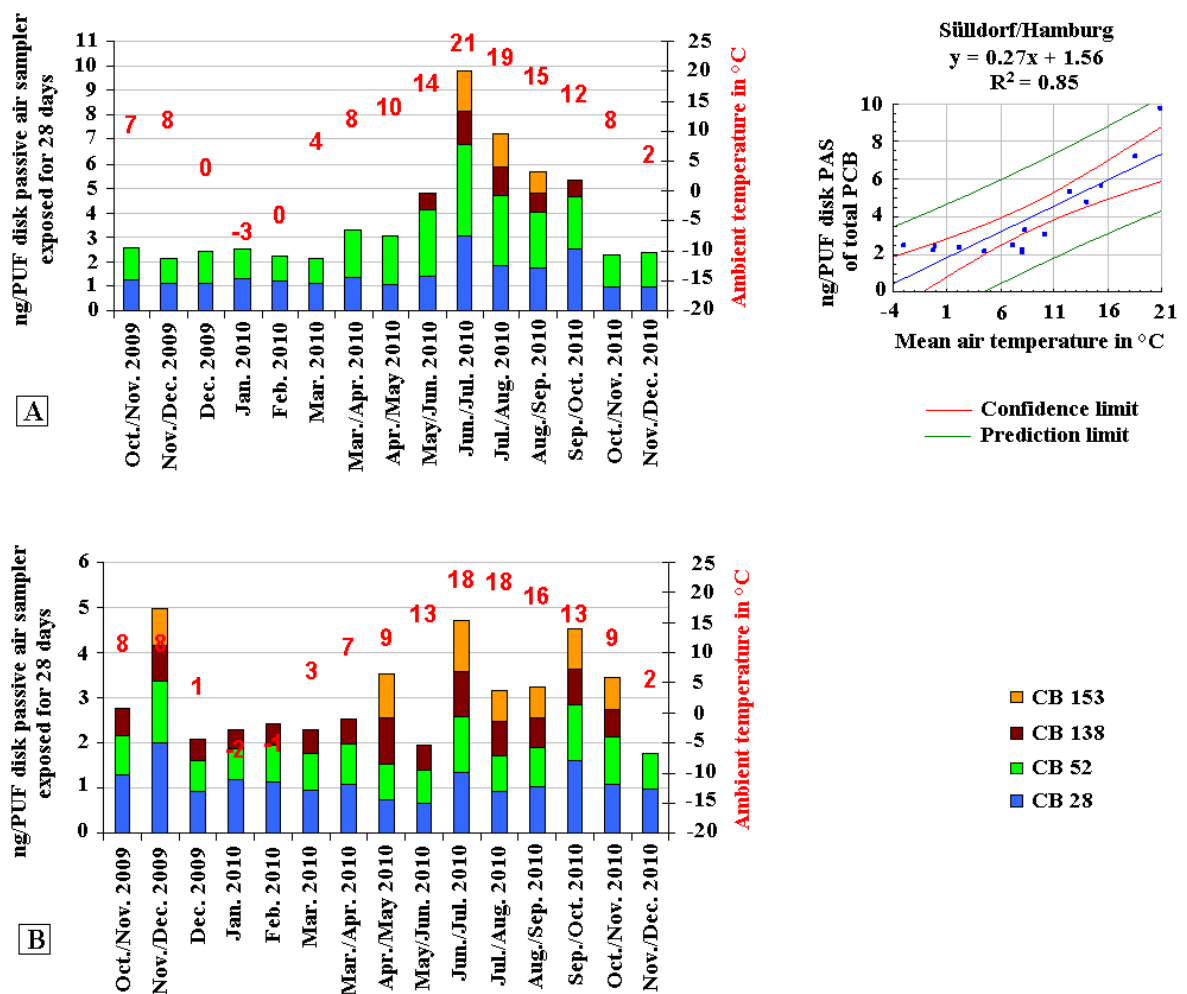 ng/PUF disk passive air sampler
exposed for 28 days
11
10
9
8
7
6
5
4
3
2
1
0
7
8
0
-3
0
4
8
10
14
21
19
15
12
8
2
25
20
15
10
5
0
-5
-10
-15
-20
Ambient temperature in °C
Oct./Nov. 2009
Nov./Dec. 2009
Dec. 2009
Jan. 2010
Feb. 2010
Mar. 2010
Mar./Apr. 2010
Apr./May 2010
May/Jun. 2010
Jun./Jul. 2010
Jul./Aug. 2010
Aug./Sep. 2010
Sep./Oct. 2010
Oct./Nov. 2010
Nov./Dec. 2010
A
Sülldorf/Hamburg
y = 0.27x + 1.56
R² = 0.85
ng/PUF disk PAS
of total PCB
10
8
6
4
2
0
-4
1
6
11
16
21
Mean air temperature in °C
Confidence limit
Prediction limit
ng/PUF disk passive air sampler
exposed for 28 days
6
5
4
3
2
1
0
8
8
1
-2
-1
3
7
9
13
18
18
16
13
9
2
25
20
15
10
5
0
-5
-10
-15
-20
Ambient temperature in °C
Oct./Nov. 2009
Nov./Dec. 2009
Dec. 2009
Jan. 2010
Feb. 2010
Mar. 2010
Mar./Apr. 2010
Apr./May 2010
May/Jun. 2010
Jun./Jul. 2010
Jul./Aug. 2010
Aug./Sep. 2010
Sep./Oct. 2010
Oct./Nov. 2010
Nov./Dec. 2010
B
CB 153
CB 138
CB 52
CB 28